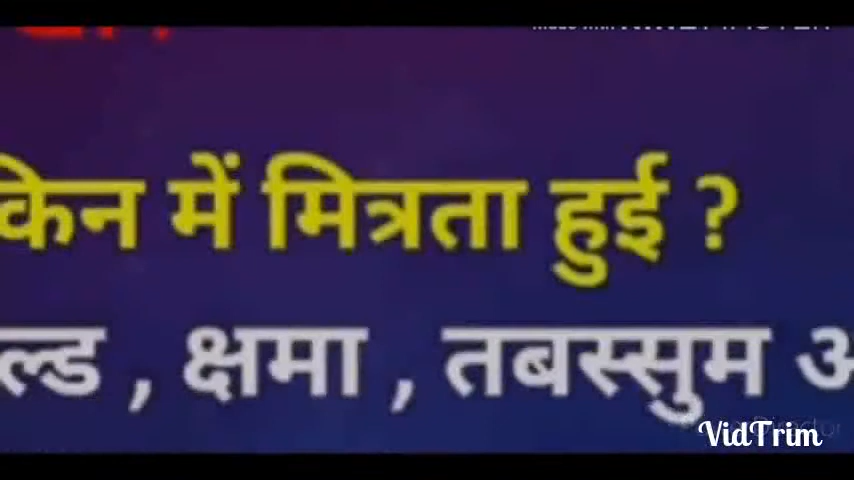 किन में मित्रता हुई ?
ल्ड , क्षमा , तबस्सुम
VidTrim